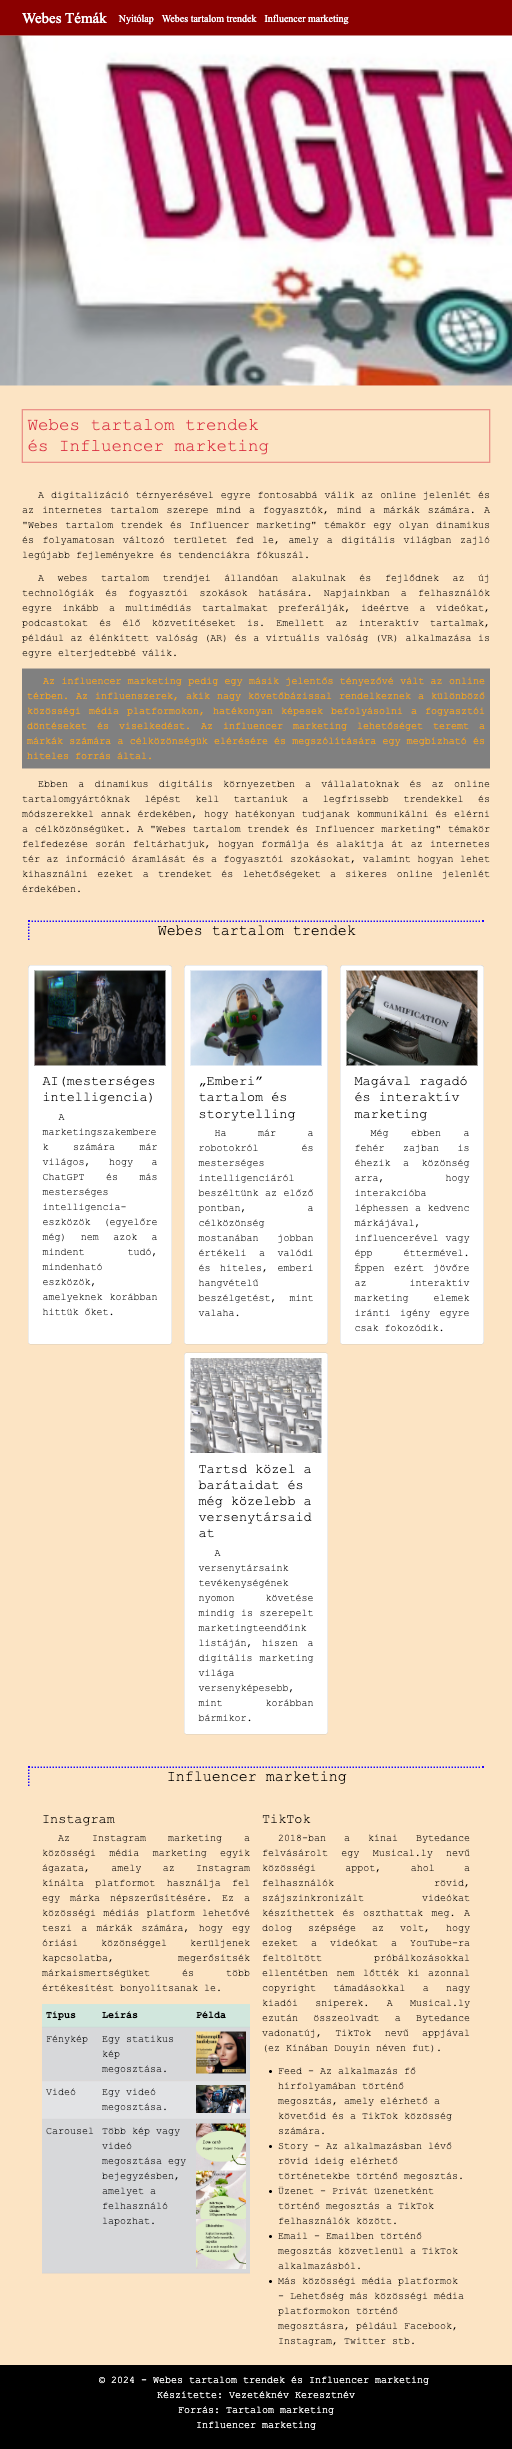 Webes Témák Nyitólap Webes tartalom trendek Influencer marketing
DIGITA
Webes tartalom trendek
és Influencer marketing
A digitalizáció térnyerésével egyre fontosabbá válik az online jelenlét és
az internetes tartalom szerepe mind a fogyasztók, mind a márkák számára. A
"Webes tartalom trendek és Influencer marketing" témakör egy olyan dinamikus
és folyamatosan változó területet fed le, amely a digitális világban zajló
legújabb fejleményekre és tendenciákra fókuszál.
A webes tartalom trendjei állandóan alakulnak és fejlődnek az új
technológiák és fogyasztói szokások hatására. Napjainkban a felhasználók
egyre inkább a multimédiás tartalmakat preferálják, ideértve a videókat,
podcastokat és élő közvetítéseket is. Emellett az interaktív tartalmak,
például az élénkített valóság (AR) és a virtuális valóság (VR) alkalmazása is
egyre elterjedtebbé válik.
Az influencer marketing pedig egy másik jelentős tényezővé vált az online
térben. Az influenszerek, akik nagy követőbázissal rendelkeznek a különböző
közösségi média platformokon, hatékonyan képesek befolyásolni a fogyasztói
döntéseket és viselkedést. Az influencer marketing lehetőséget teremt a
márkák számára a célközönségük elérésére és megszólítására egy megbízható és
hiteles forrás által.
Ebben a dinamikus digitális környezetben a vállalatoknak és az online
tartalomgyártóknak lépést kell tartaniuk a legfrissebb trendekkel és
módszerekkel annak érdekében, hogy hatékonyan tudjanak kommunikálni és elérni
a célközönségüket. A "Webes tartalom trendek és Influencer marketing" témakör
felfedezése során feltárhatjuk, hogyan formálja és alakítja át az internetes
tér az információ áramlását és a fogyasztói szokásokat, valamint hogyan lehet
kihasználni ezeket a trendeket és lehetőségeket a sikeres online jelenlét
érdekében.
Webes tartalom trendek
AI(mesterséges
intelligencia)
A
marketingszakembere
k számára már
világos, hogy a
ChatGPT és más
mesterséges
intelligencia-
eszközök (egyelőre
még) nem azok a
mindent tudó,
mindenható
eszközök,
amelyeknek korábban
hittük őket.
„Emberi”
tartalom és
storytelling
Ha már a
robotokról és
mesterséges
intelligenciáról
beszéltünk az előző
pontban, a
célközönség
mostanában jobban
értékeli a valódi
és hiteles, emberi
hangvételű
beszélgetést, mint
valaha.
GAMIFICATION
Magával ragadó
és interaktív
marketing
Még ebben a
fehér zajban is
éhezik a közönség
arra, hogy
interakcióba
léphessen a kedvenc
márkájával,
influencerével vagy
épp éttermével.
Éppen ezért jövőre
az interaktív
marketing elemek
iránti igény egyre
csak fokozódik.
Tartsd közel a
barátaidat és
még közelebb a
versenytársaid
at
A
versenytársaink
tevékenységének
nyomon követése
mindig is szerepelt
marketingteendőink
listáján, hiszen a
digitális marketing
világa
versenyképesebb,
mint korábban
bármikor.
Influencer marketing
Instagram
Az Instagram marketing a
közösségi média marketing egyik
ágazata, amely az Instagram
kínálta platformot használja fel
egy márka népszerűsítésére. Ez a
közösségi médiás platform lehetővé
teszi a márkák számára, hogy egy
óriási közönséggel kerüljenek
kapcsolatba, megerősítsék
márkaismertségüket és több
értékesítést bonyolítsanak le.
Típus Leírás Példa
Fénykép Egy statikus
kép
megosztása.
Videó Egy videó
megosztása.
Carousel Több kép vagy
videó
megosztása egy
bejegyzésben,
amelyet a
felhasználó
lapozhat.
TikTok
2018-ban a kínai Bytedance
felvásárolt egy Musical.ly nevű
közösségi appot, ahol a
felhasználók rövid,
szájszinkronizált videókat
készíthettek és oszthattak meg. A
dolog szépsége az volt, hogy
ezeket a videókat a YouTube-ra
feltöltött próbálkozásokkal
ellentétben nem lőtték ki azonnal
copyright támadásokkal a nagy
kiadói sniperek. A Musical.ly
ezután összeolvadt a Bytedance
vadonatúj, TikTok nevű appjával
(ez Kínában Douyin néven fut).
• Feed - Az alkalmazás fő
hírfolyamában történő
megosztás, amely elérhető a
követőid és a TikTok közösség
számára.
• Story - Az alkalmazásban lévő
rövid ideig elérhető
történetekbe történő megosztás.
• Üzenet - Privát üzenetként
történő megosztás a TikTok
felhasználók között.
• Email - Emailben történő
megosztás közvetlenül a TikTok
alkalmazásból.
• Más közösségi média platformok
- Lehetőség más közösségi média
platformokon történő
megosztásra, például Facebook,
Instagram, Twitter stb.
© 2024 - Webes tartalom trendek és Influencer marketing
Készítette: Vezetéknév Keresztnév
Forrás: Tartalom marketing
Influencer marketing